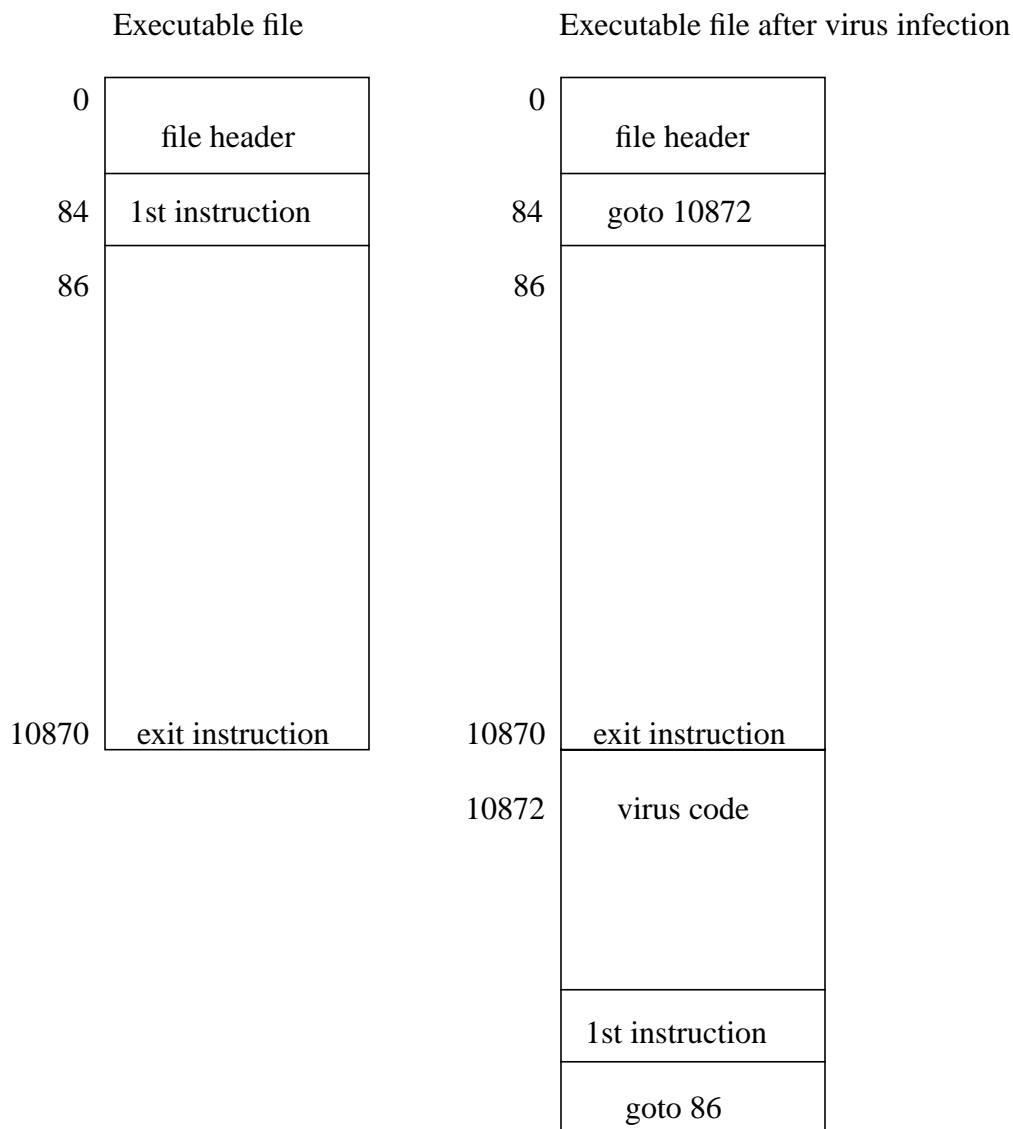 Executable file
0
file header
84 1st instruction
86
10870 exit instruction
Executable file after virus infection
0
file header
84 goto 10872
86
10870 exit instruction
10872 virus code
1st instruction
goto 86